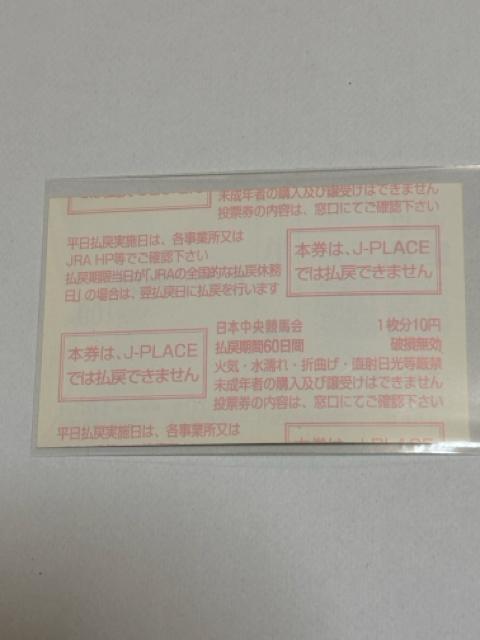 未成年者の購入及び譲受けはできません
投票券の内容は、窓口にてご確認下さい
平日払戻実施日は、各事業所又は
JRA HP等でご確認下さい
払戻期限当日が「JRAの全国的な払戻休務
日」の場合は、翌払戻日に払戻を行います
本券は、J-PLACE
では払戻できません
本券は、J-PLACE
では払戻できません
日本中央競馬会 1枚分10円
払戻期間60日間 破損無効
火気・水濡れ・折曲げ・直射日光等厳禁
未成年者の購入及び譲受けはできません
投票券の内容は、窓口にてご確認下さい
平日払戻実施日は、各事業所又は
本券は、J-PLACE